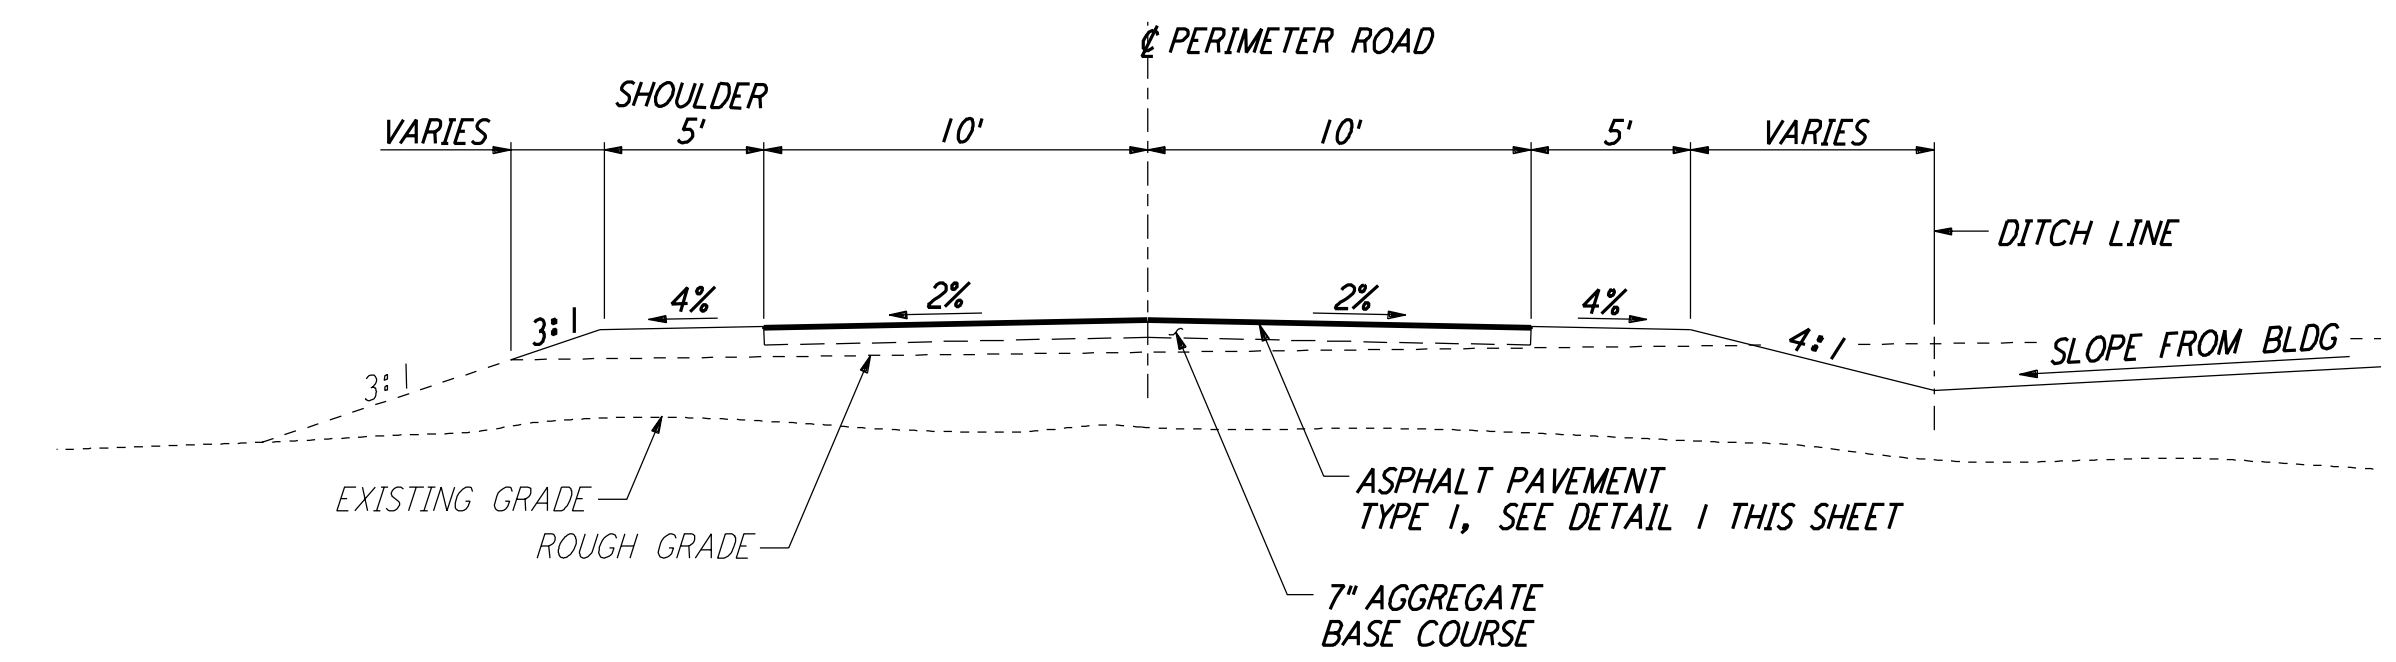 ℄ PERIMETER ROAD
SHOULDER
VARIES 5' 10' 10' 5' VARIES
DITCH LINE
4% 2% 2% 4%
3:1
4:1
SLOPE FROM BLDG
3:1
EXISTING GRADE
ROUGH GRADE
ASPHALT PAVEMENT
TYPE 1, SEE DETAIL 1 THIS SHEET
7" AGGREGATE
BASE COURSE